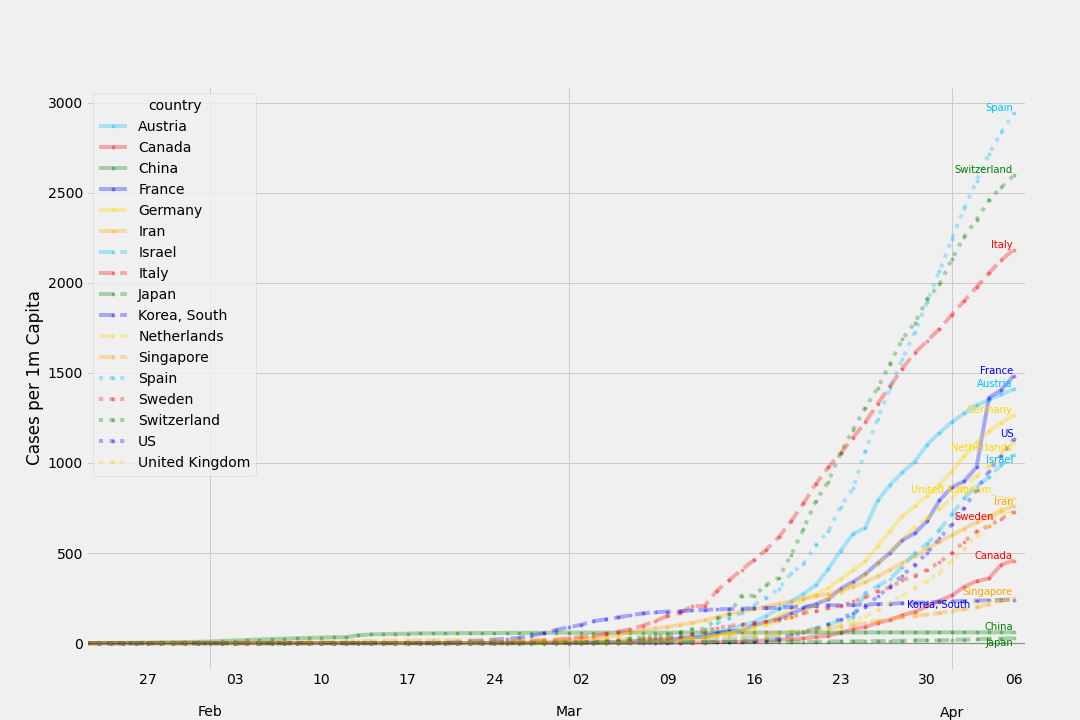 3000
2500
2000
1500
1000
500
0
Cases per 1m Capita
country
Austria
Canada
China
France
Germany
Iran
Israel
Italy
Japan
Korea, South
Netherlands
Singapore
Spain
Sweden
Switzerland
US
United Kingdom
Spain
Switzerland
Italy
France
Austria
Germany
US
Netherlands
Israel
United Kingdom
Iran
Sweden
Canada
Singapore
Korea, South
China
Japan
27 03 10 17 24 02 09 16 23 30 06
Feb Mar Apr